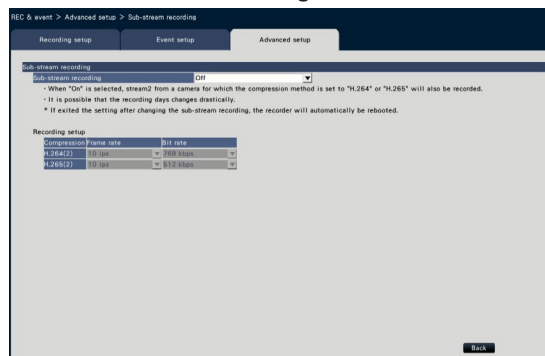 REC & event > Advanced setup > Sub-stream recording
Recording setup Event setup Advanced setup
Sub-stream recording
Sub-stream recording Off
- When "On" is selected, stream2 from a camera for which the compression method is set to "H.264" or "H.265" will also be recorded.
- It is possible that the recording days changes drastically.
* If exited the setting after changing the sub-stream recording, the recorder will automatically be rebooted.
Recording setup
Compression Frame rate Bit rate
H.264(2) 10 ips 768 kbps
H.265(2) 10 ips 512 kbps
Back